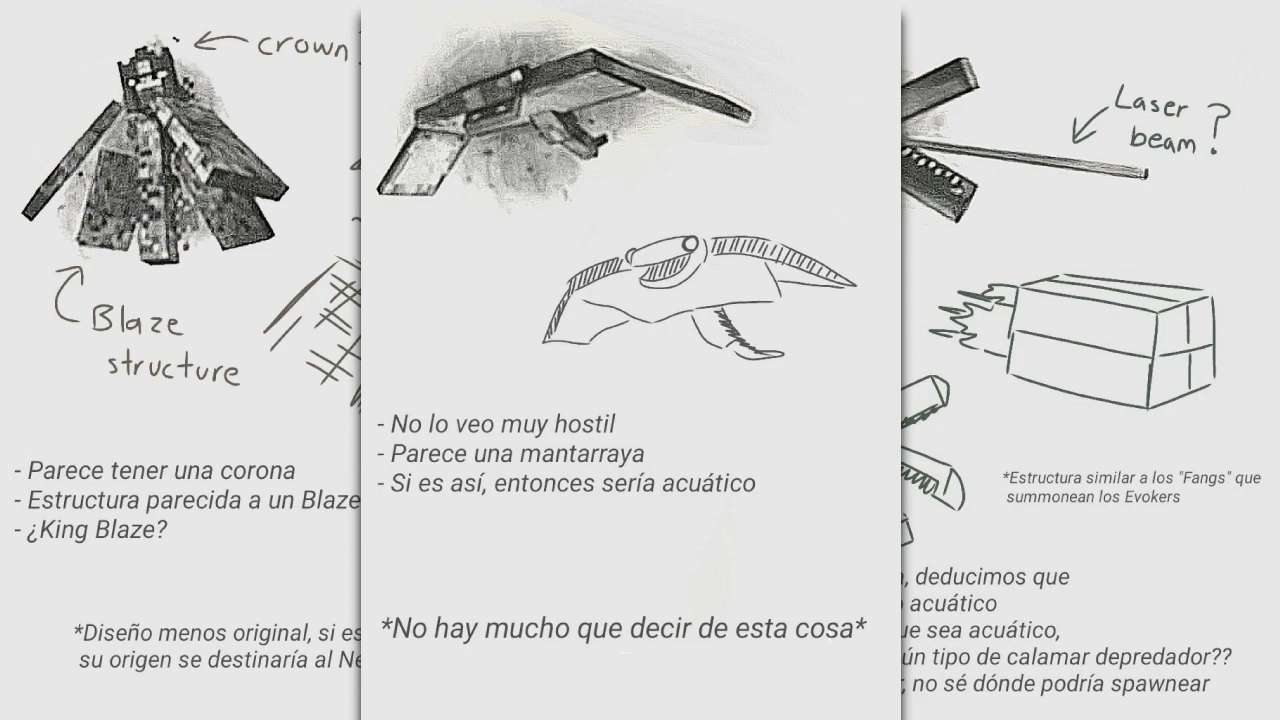 crown
Blaze
structure
- Parece tener una corona
- Estructura parecida a un Blaze
- ¿King Blaze?
*Diseño menos original, si es
su origen se destinaría al
- No lo veo muy hostil
- Parece una mantarraya
- Si es así, entonces sería acuático
*No hay mucho que decir de esta cosa*
Laser
beam?
*Estructura similar a los "Fangs" que
summonean los Evokers
, deducimos que
acuático
sea acuático,
tipo de calamar depredador??
, no sé dónde podría spawnear